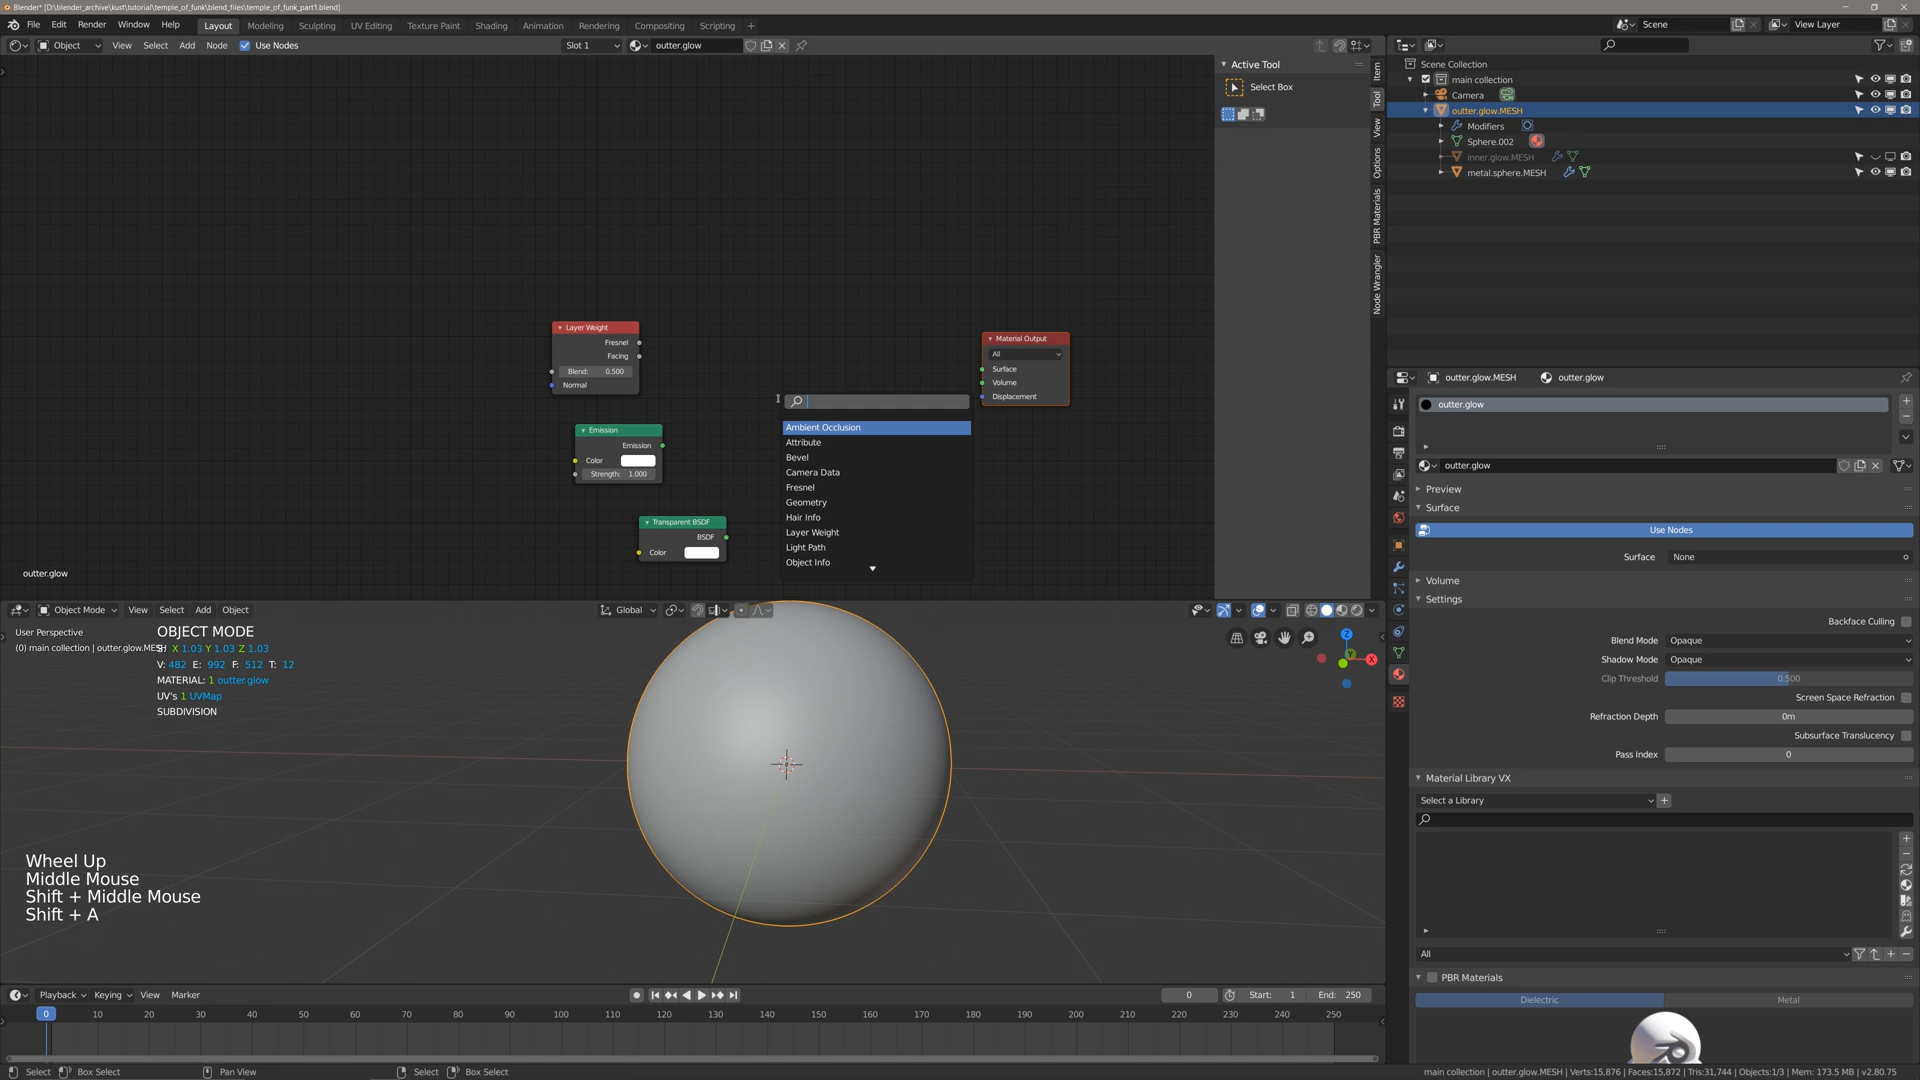 Blender* [D:\blender_archive\kust\tutorial\temple_of_funk\blend_files\temple_of_funk_part1.blend]
File Edit Render Window Help Layout Modeling Sculpting UV Editing Texture Paint Shading Animation Rendering Compositing Scripting + Scene View Layer
Object View Select Add Node Use Nodes Slot 1 outter.glow
Active Tool
Select Box
Item
Tool
View
Options
PBR Materials
Node Wrangler
Layer Weight
Fresnel
Facing
Blend: 0.500
Normal
Emission
Emission
Color
Strength: 1.000
Transparent BSDF
BSDF
Color
Material Output
All
Surface
Volume
Displacement
Ambient Occlusion
Attribute
Bevel
Camera Data
Fresnel
Geometry
Hair Info
Layer Weight
Light Path
Object Info
outter.glow
Scene Collection
main collection
Camera
outter.glow.MESH
Modifiers
Sphere.002
inner.glow.MESH
metal.sphere.MESH
outter.glow.MESH outter.glow
outter.glow
outter.glow
Preview
Surface
Use Nodes
Surface None
Volume
Settings
Backface Culling
Blend Mode Opaque
Shadow Mode Opaque
Clip Threshold 0.500
Screen Space Refraction
Refraction Depth 0m
Subsurface Translucency
Pass Index 0
Material Library VX
Select a Library
All
PBR Materials
Dielectric Metal
Object Mode View Select Add Object Global
User Perspective
(0) main collection | outter.glow.MESH
OBJECT MODE
S: X 1.03 Y 1.03 Z 1.03
V: 482 E: 992 F: 512 T: 12
MATERIAL: 1 outter.glow
UV's 1 UVMap
SUBDIVISION
Z
Y
X
Wheel Up
Middle Mouse
Shift + Middle Mouse
Shift + A
Playback Keying View Marker 0 Start: 1 End: 250
0 10 20 30 40 50 60 70 80 90 100 110 120 130 140 150 160 170 180 190 200 210 220 230 240 250
Select Box Select Pan View Select Box Select main collection | outter.glow.MESH | Verts:15,876 | Faces:15,872 | Tris:31,744 | Objects:1/3 | Mem: 173.5 MB | v2.80.75